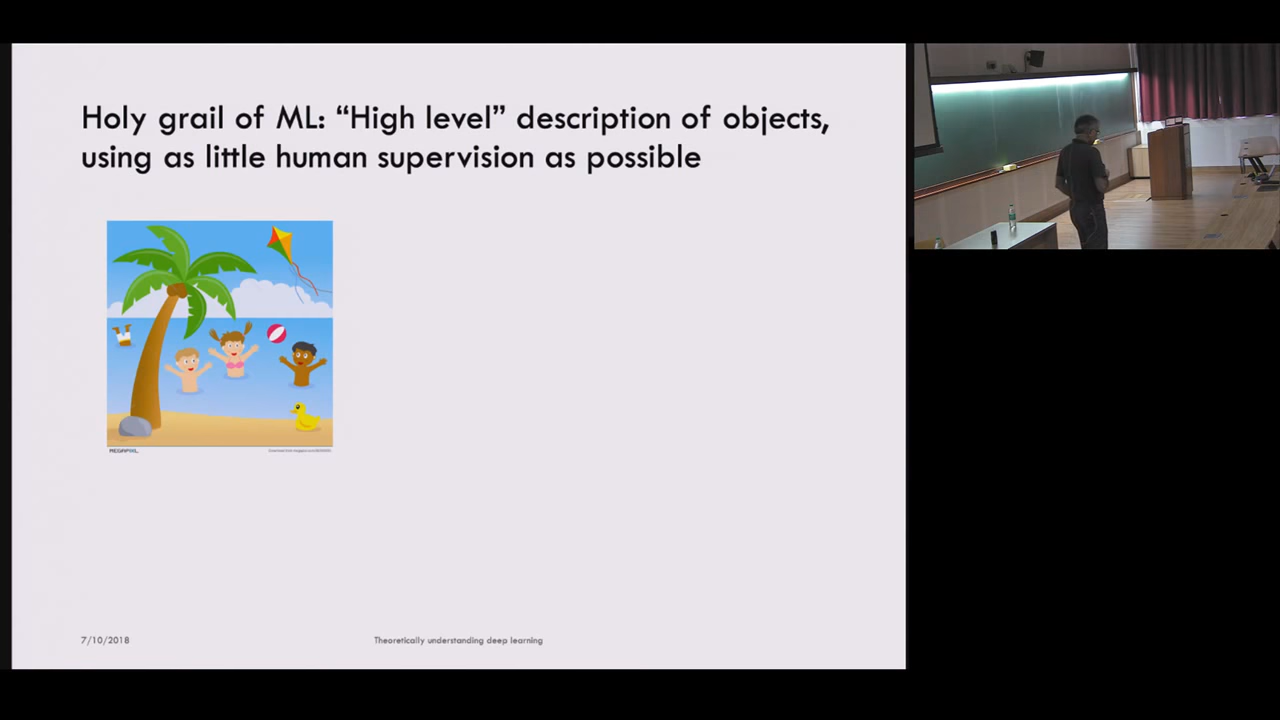 Holy grail of ML: “High level” description of objects,
using as little human supervision as possible
7/10/2018
Theoretically understanding deep learning